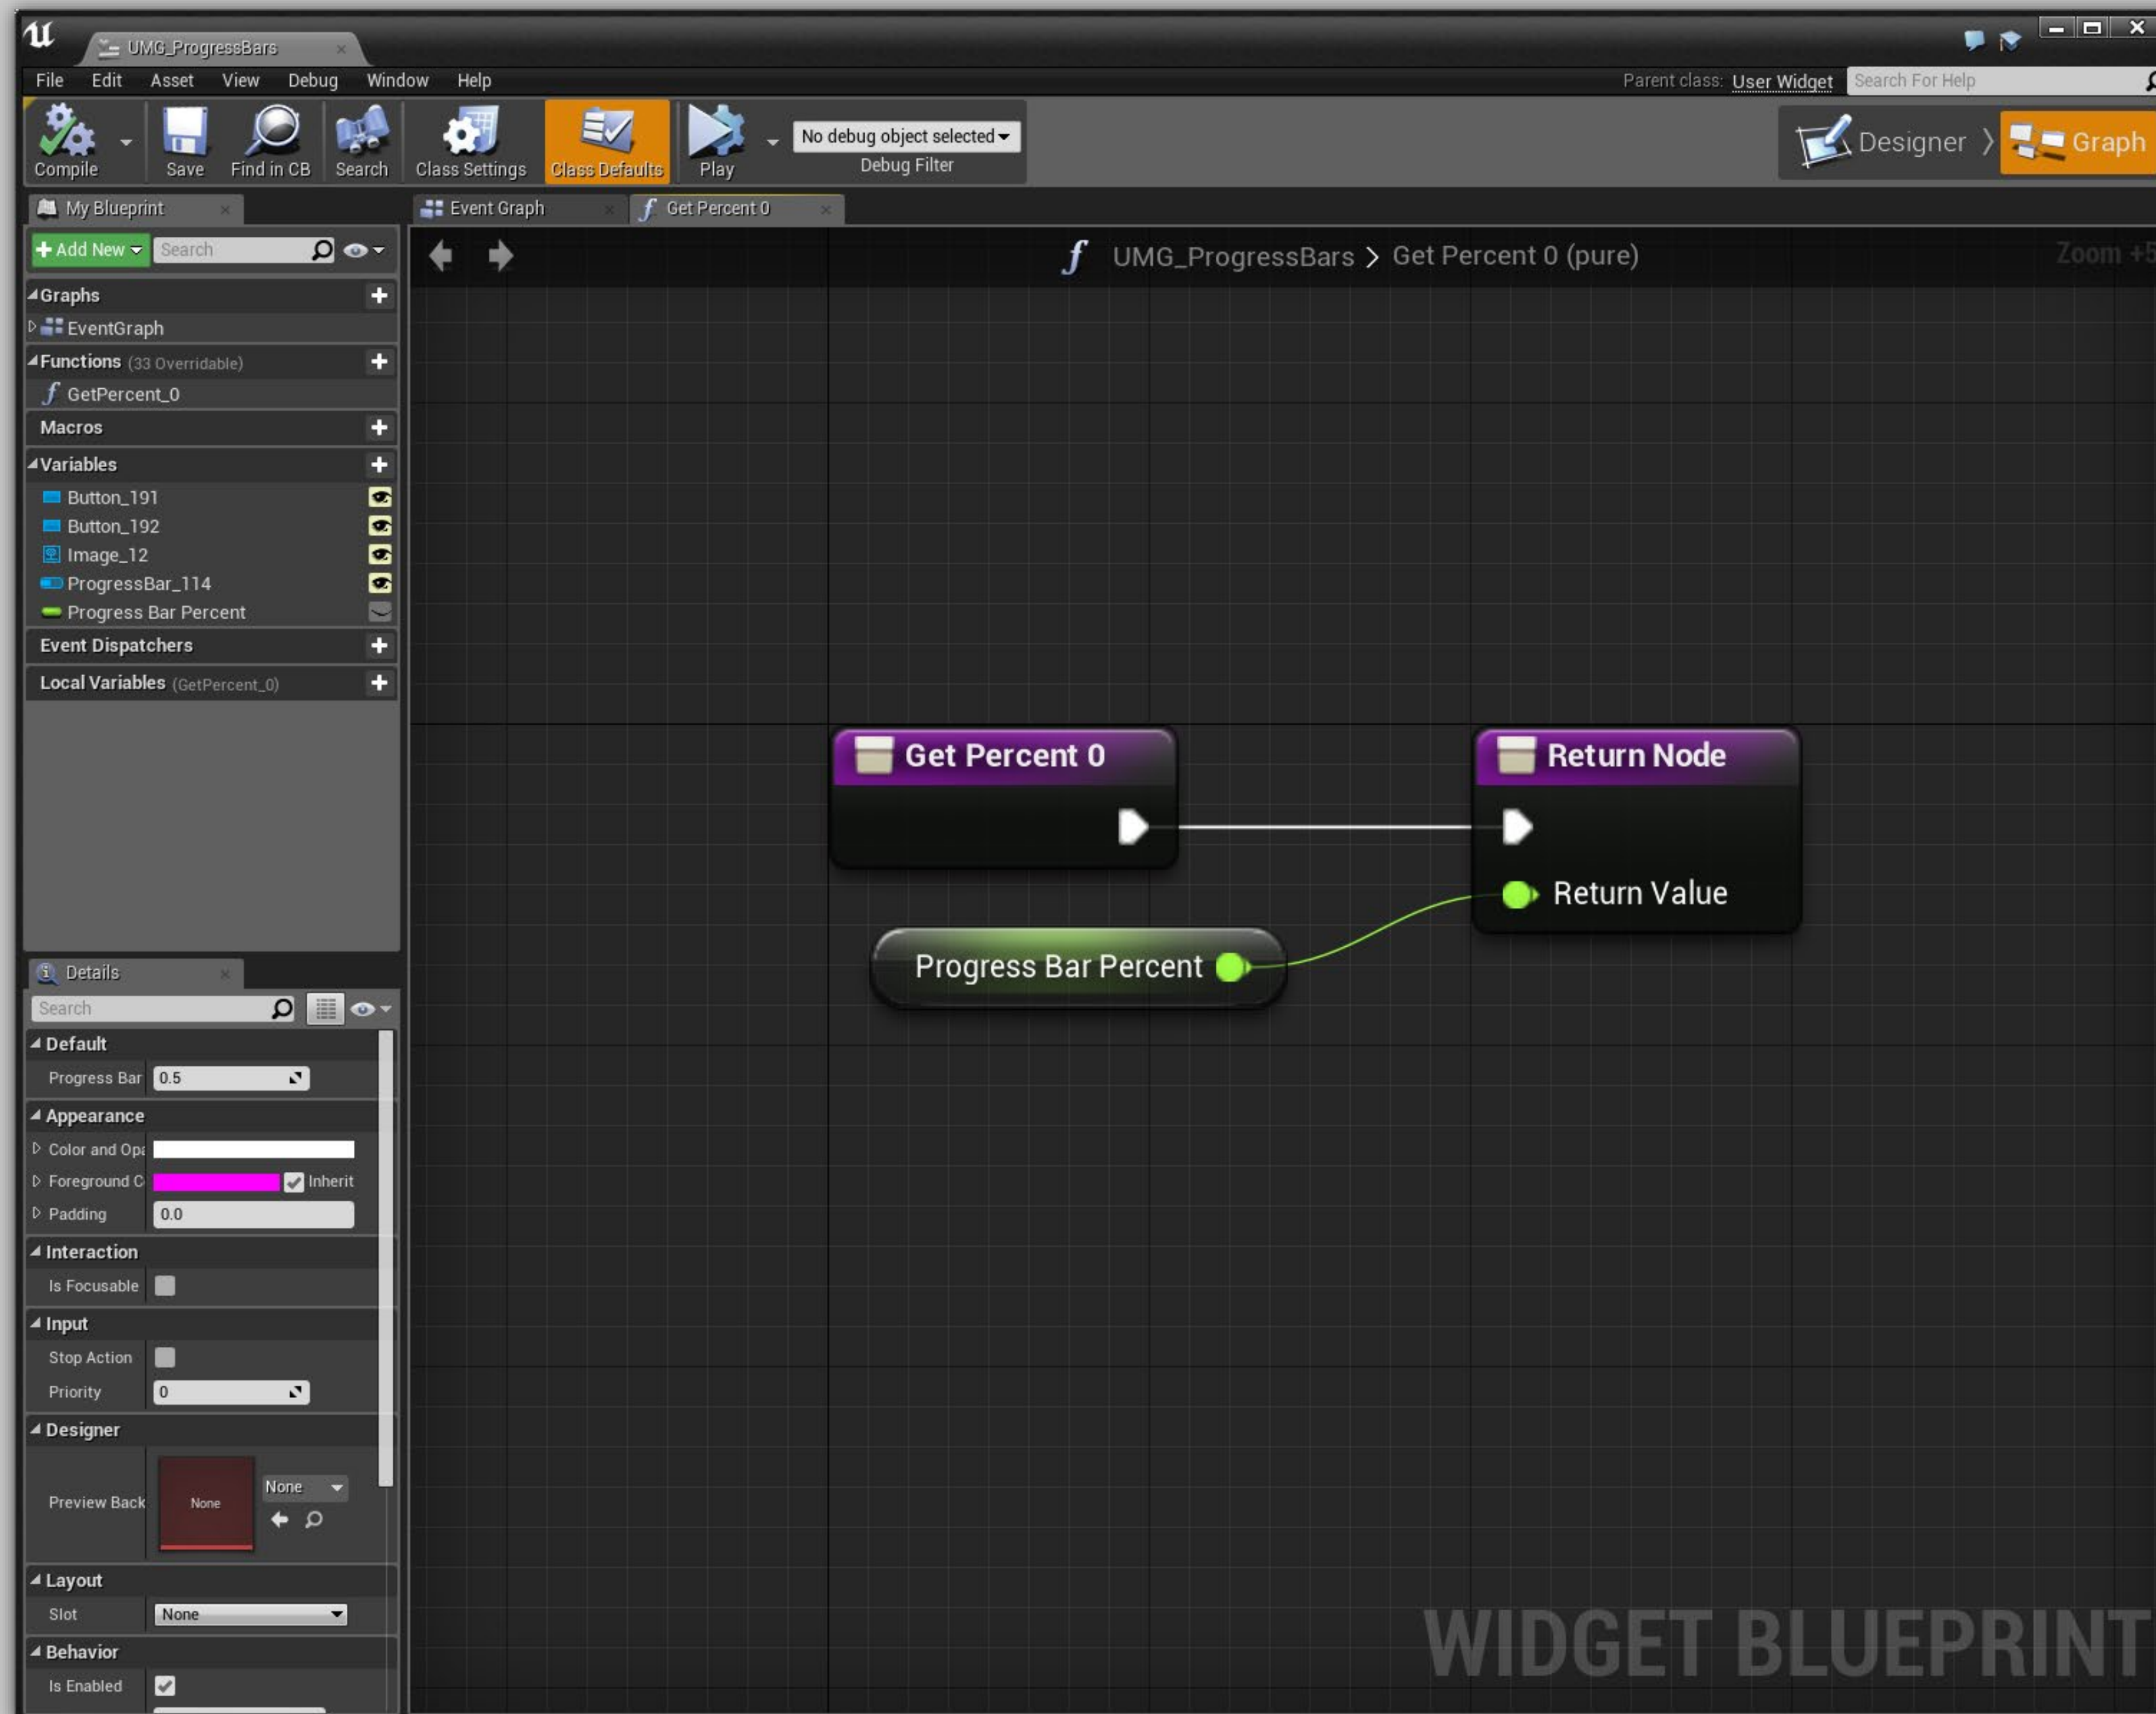 UMG_ProgressBars
File Edit Asset View Debug Window Help
Parent class: User Widget Search For Help
Compile Save Find in CB Search Class Settings Class Defaults Play
No debug object selected
Debug Filter
Designer Graph
My Blueprint
Event Graph
Get Percent 0
Add New Search
UMG_ProgressBars > Get Percent 0 (pure)
Zoom +5
Graphs
EventGraph
Functions (33 Overridable)
GetPercent_0
Macros
Variables
Button_191
Button_192
Image_12
ProgressBar_114
Progress Bar Percent
Event Dispatchers
Local Variables (GetPercent_0)
Get Percent 0
Return Node
Return Value
Progress Bar Percent
Details
Search
Default
Progress Bar 0.5
Appearance
Color and Opa
Foreground C Inherit
Padding 0.0
Interaction
Is Focusable
Input
Stop Action
Priority 0
Designer
Preview Back None None
Layout
Slot None
Behavior
Is Enabled
WIDGET BLUEPRINT